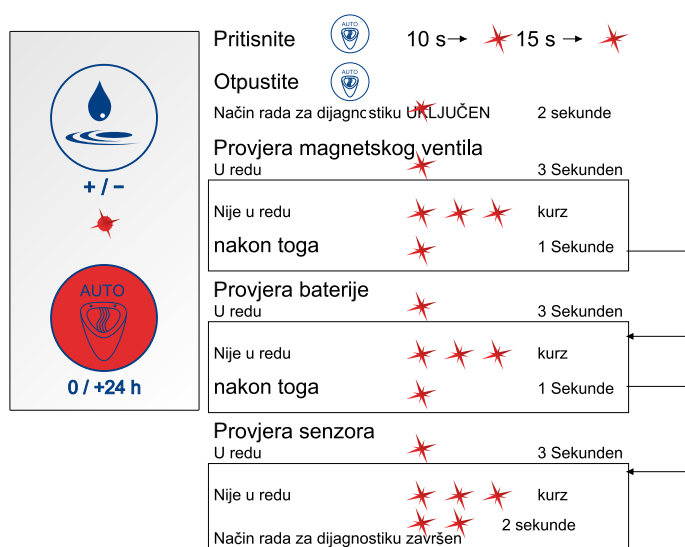 Pritisnite AUTO 10 s 15 s
Otpustite AUTO
Način rada za dijagnostiku UKLJUČEN 2 sekunde
Provjera magnetskog ventila
U redu 3 Sekunden
+ / −
Nije u redu kurz
nakon toga 1 Sekunde
AUTO
0 / +24 h
Provjera baterije
U redu 3 Sekunden
Nije u redu kurz
nakon toga 1 Sekunde
Provjera senzora
U redu 3 Sekunden
Nije u redu kurz
2 sekunde
Način rada za dijagnostiku završen